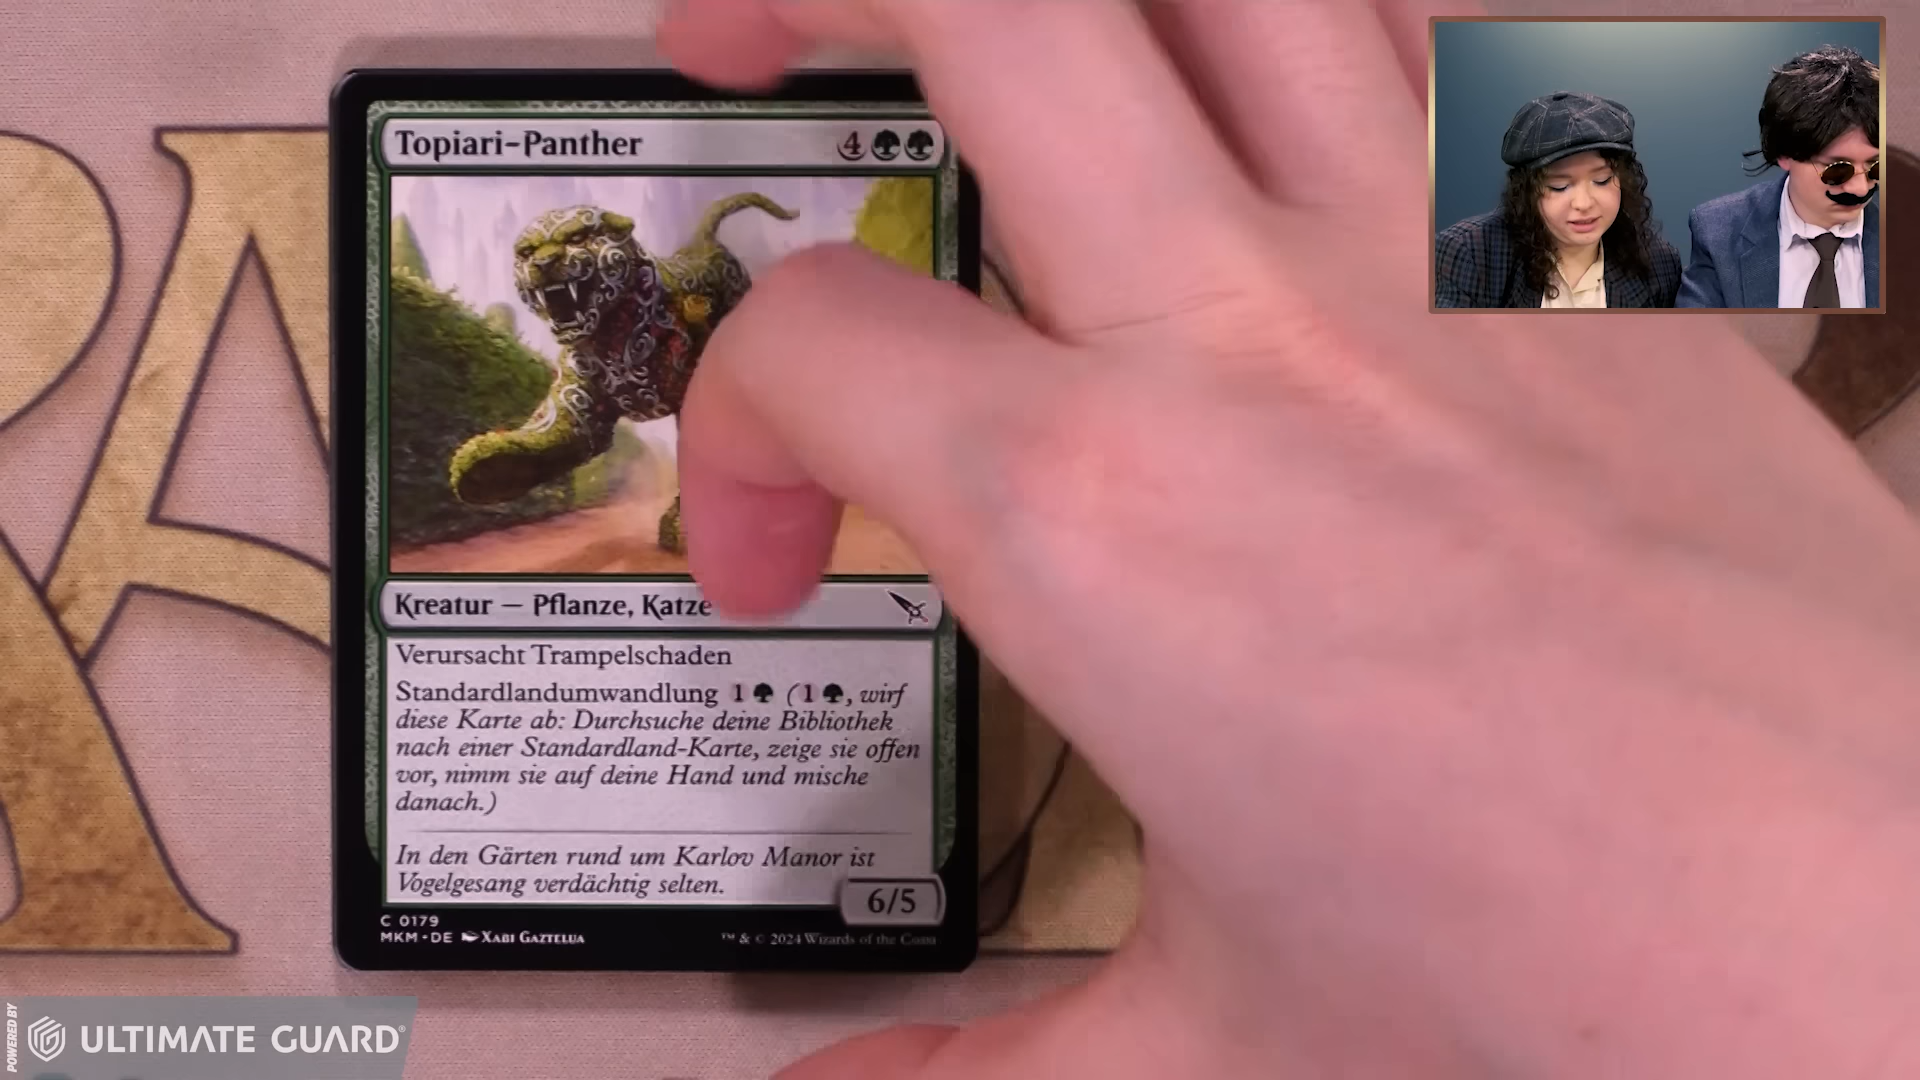 Topiari-Panther 4
Kreatur — Pflanze, Katze
Verursacht Trampelschaden
Standardlandumwandlung 1 (1, wirf
diese Karte ab: Durchsuche deine Bibliothek
nach einer Standardland-Karte, zeige sie offen
vor, nimm sie auf deine Hand und mische
danach.)
In den Gärten rund um Karlov Manor ist
Vogelgesang verdächtig selten.
6/5
C 0179
MKM • DE XABI GAZTELUA
™ & © 2024 Wizards of the Coast
POWERED BY
ULTIMATE GUARD®